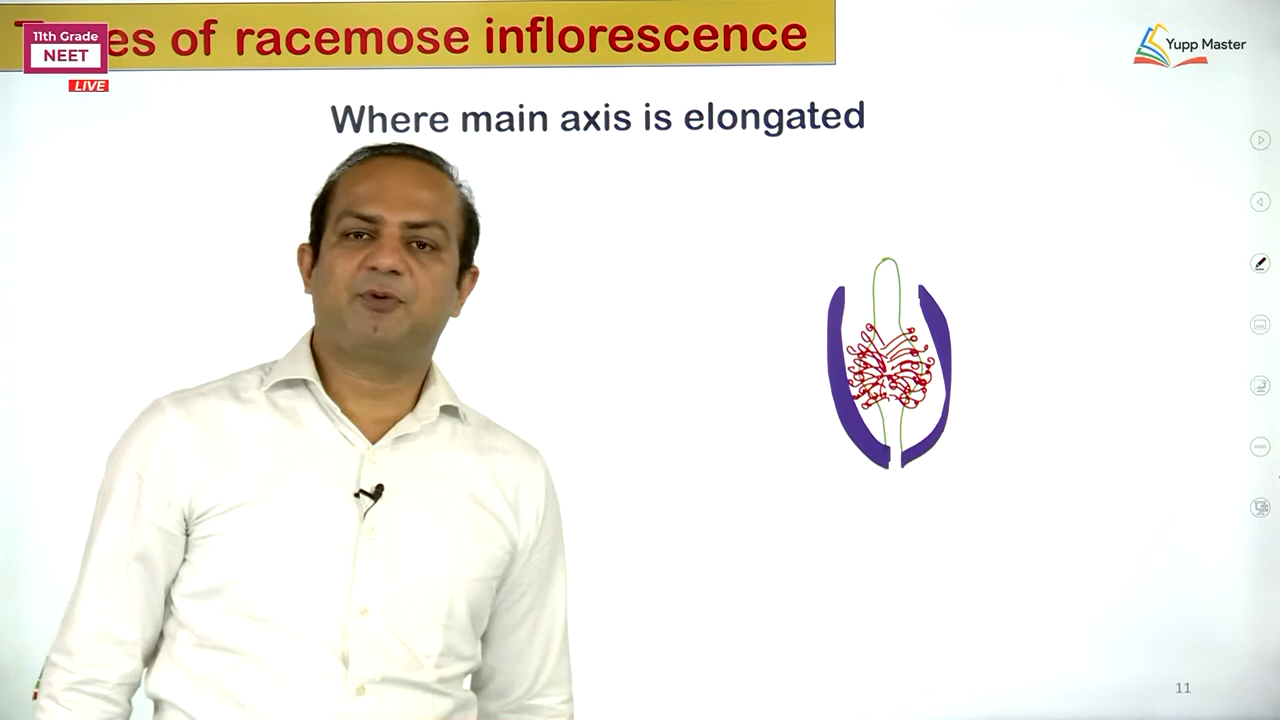 11th Grade
NEET
LIVE
es of racemose inflorescence
Yupp Master
Where main axis is elongated
11